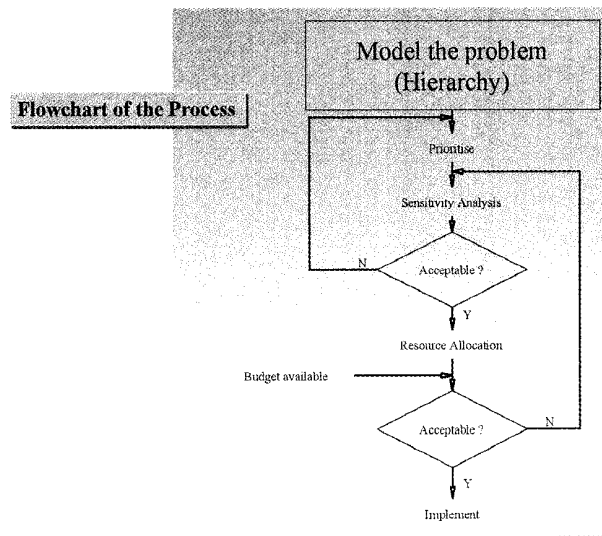 Model the problem
(Hierarchy)
Flowchart of the Process
Prioritise
Sensitivity Analysis
N
Acceptable ?
Y
Resource Allocation
Budget available
Acceptable ?
N
Y
Implement